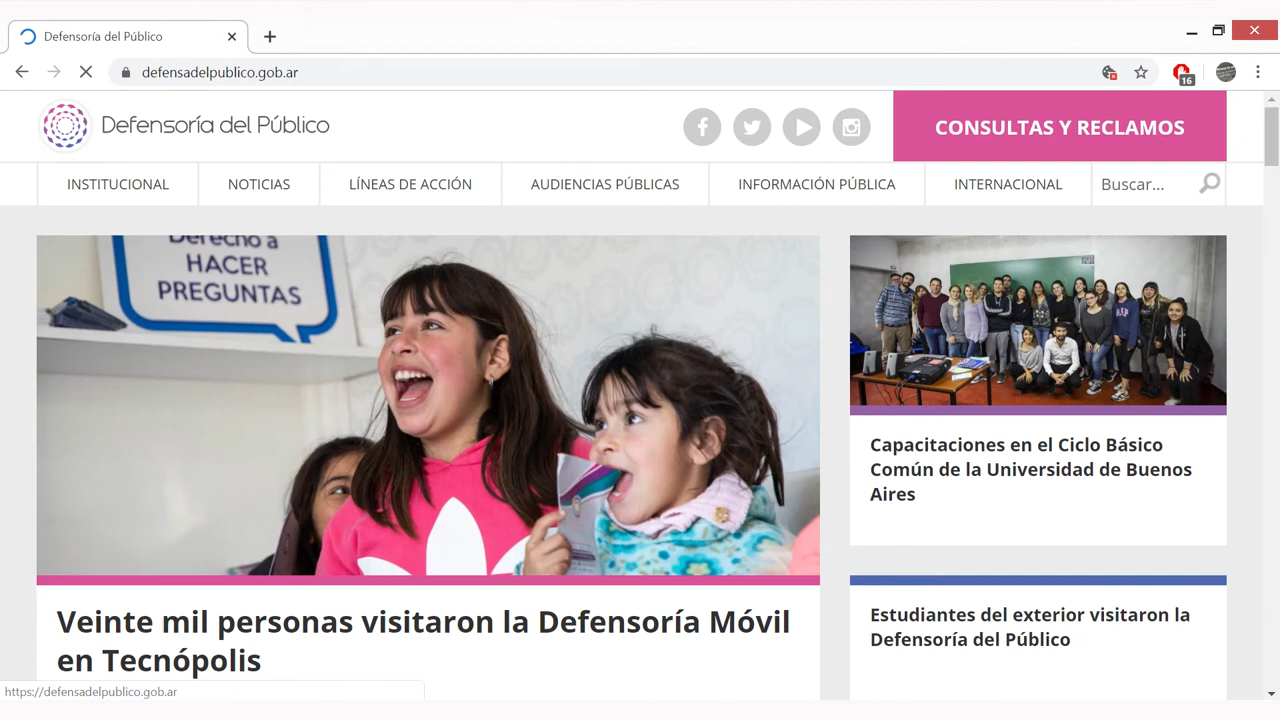 Defensoría del Público
defensadelpublico.gob.ar
16
Defensoría del Público
CONSULTAS Y RECLAMOS
INSTITUCIONAL
NOTICIAS
LÍNEAS DE ACCIÓN
AUDIENCIAS PÚBLICAS
INFORMACIÓN PÚBLICA
INTERNACIONAL
Buscar...
Derecho a
HACER
PREGUNTAS
Capacitaciones en el Ciclo Básico
Común de la Universidad de Buenos
Aires
Veinte mil personas visitaron la Defensoría Móvil
en Tecnópolis
Estudiantes del exterior visitaron la
Defensoría del Público
https://defensadelpublico.gob.ar